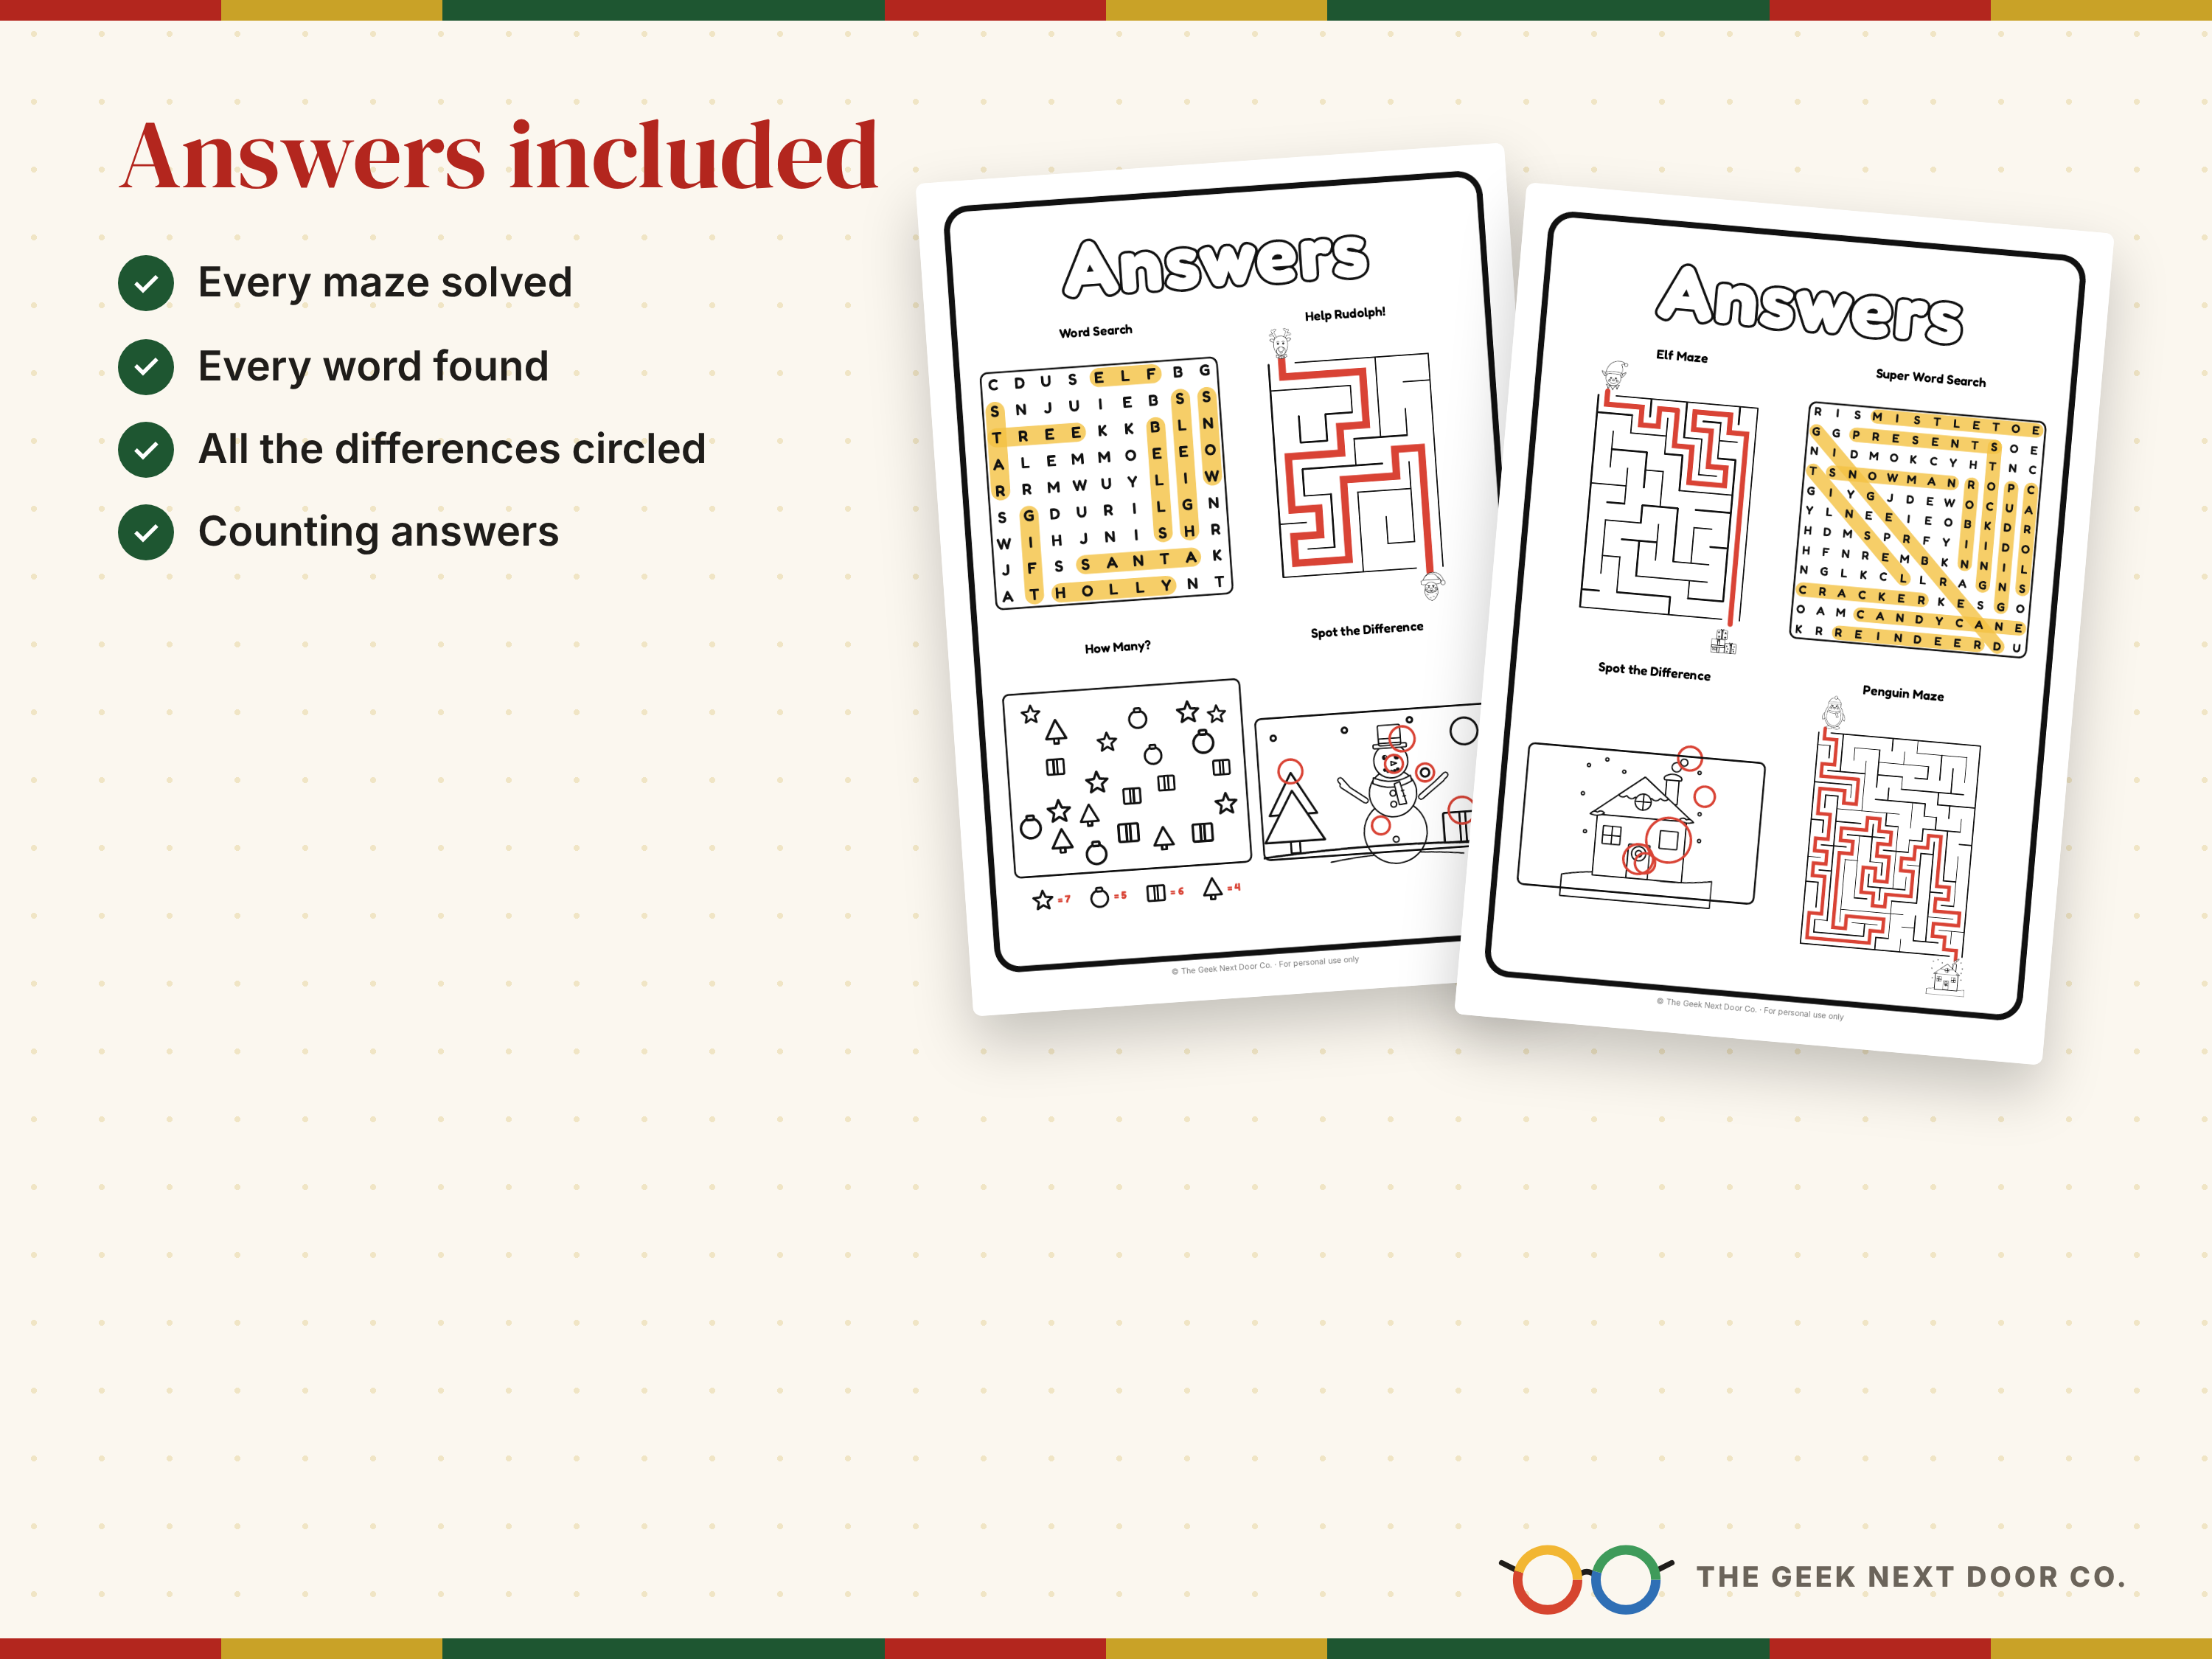 Answers included
Every maze solved
Every word found
All the differences circled
Counting answers
Answers
Word Search
Help Rudolph!
C D U S E L F B G
S N J U I E B S S
T R E E K K B L N
A L E M M O E E O
R R M W U Y L I W
S G D U R I L G N
W I H J N I S H R
J F S S A N T A K
A T H O L L Y N T
How Many?
Spot the Difference
= 7
= 5
= 6
= 4
© The Geek Next Door Co. · For personal use only
Answers
Elf Maze
Super Word Search
R I S M I S T L E T O E
G G P R E S E N T S O E
N I D M O K C Y H T N C
T S N O W M A N R O P C
G I Y G J D E W O C U A
Y L N E E I E O B K D R
H D M S P R F Y I I D O
H F N R E M B K N N I L
N G L K C L L R A G N S
C R A C K E R K E S G O
O A M C A N D Y C A N E
K R R E I N D E E R D U
Spot the Difference
Penguin Maze
© The Geek Next Door Co. · For personal use only
THE GEEK NEXT DOOR CO.